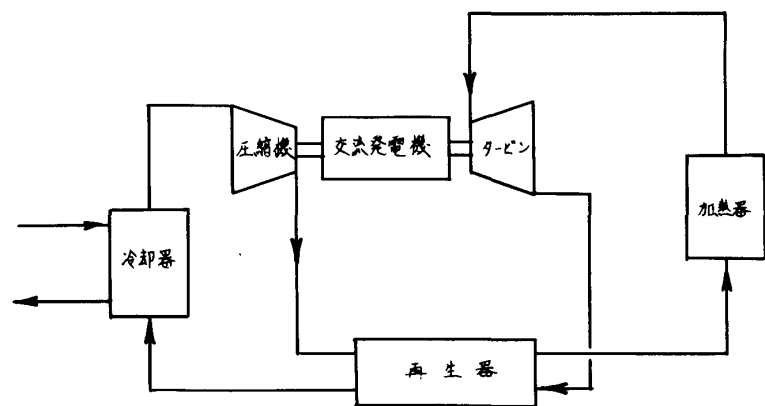 圧縮機
交流発電機
タービン
加熱器
冷却器
再生器